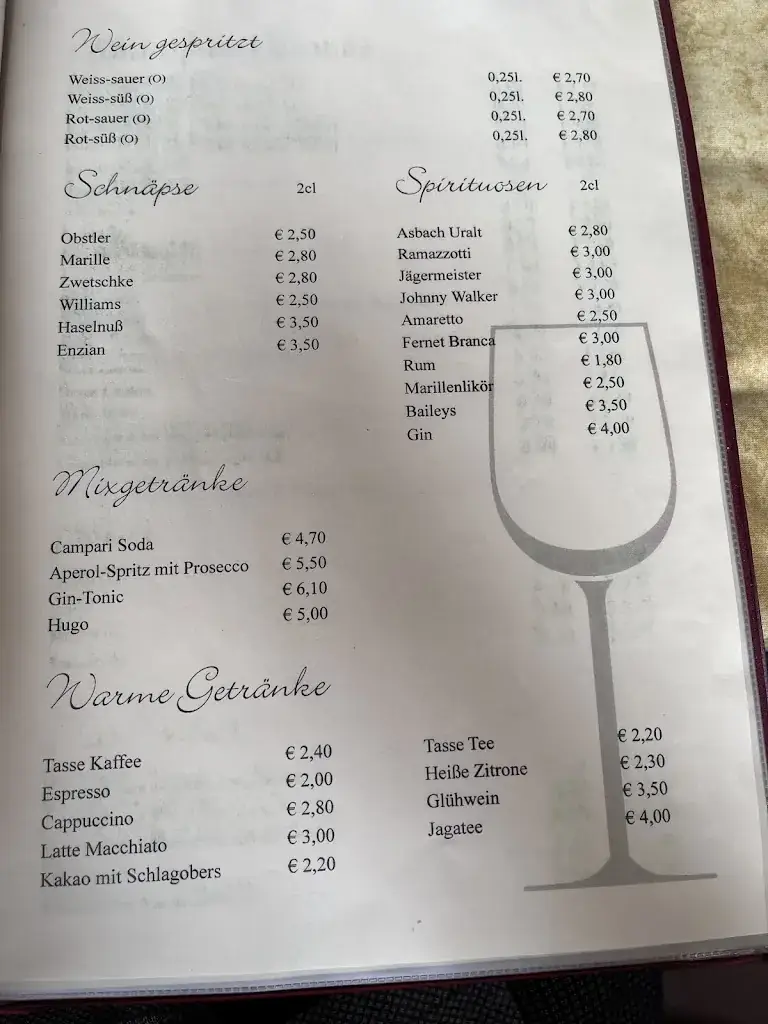 Wein gespritzt
Weiss-sauer (O) 0,25l. € 2,70
Weiss-süß (O) 0,25l. € 2,80
Rot-sauer (O) 0,25l. € 2,70
Rot-süß (O) 0,25l. € 2,80
Schnäpse 2cl
Obstler € 2,50
Marille € 2,80
Zwetschke € 2,80
Williams € 2,50
Haselnuß € 3,50
Enzian € 3,50
Spirituosen 2cl
Asbach Uralt € 2,80
Ramazzotti € 3,00
Jägermeister € 3,00
Johnny Walker € 3,00
Amaretto € 2,50
Fernet Branca € 3,00
Rum € 1,80
Marillenlikör € 2,50
Baileys € 3,50
Gin € 4,00
Mixgetränke
Campari Soda € 4,70
Aperol-Spritz mit Prosecco € 5,50
Gin-Tonic € 6,10
Hugo € 5,00
Warme Getränke
Tasse Kaffee € 2,40
Espresso € 2,00
Cappuccino € 2,80
Latte Macchiato € 3,00
Kakao mit Schlagobers € 2,20
Tasse Tee € 2,20
Heiße Zitrone € 2,30
Glühwein € 3,50
Jagatee € 4,00